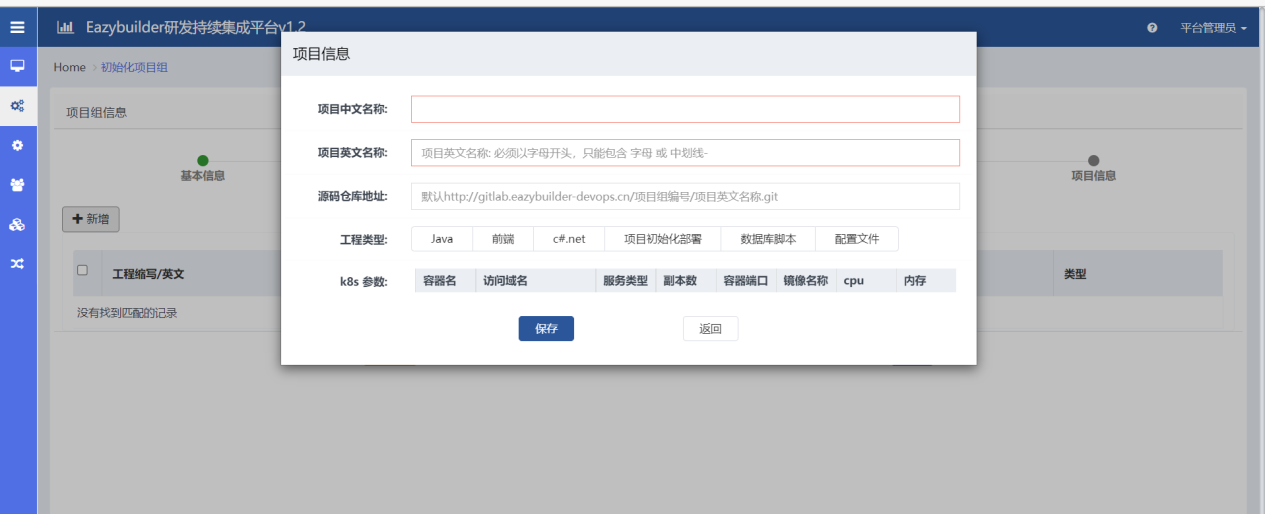 Eazybuilder研发持续集成平台v1.2
平台管理员
Home
初始化项目组
项目组信息
基本信息
项目信息
新增
工程缩写/英文
类型
没有找到匹配的记录
项目信息
项目中文名称:
项目英文名称: 项目英文名称: 必须以字母开头，只能包含 字母 或 中划线-
源码仓库地址: 默认http://gitlab.eazybuilder-devops.cn/项目组编号/项目英文名称.git
工程类型: Java 前端 c#.net 项目初始化部署 数据库脚本 配置文件
k8s 参数: 容器名 访问域名 服务类型 副本数 容器端口 镜像名称 cpu 内存
保存 返回